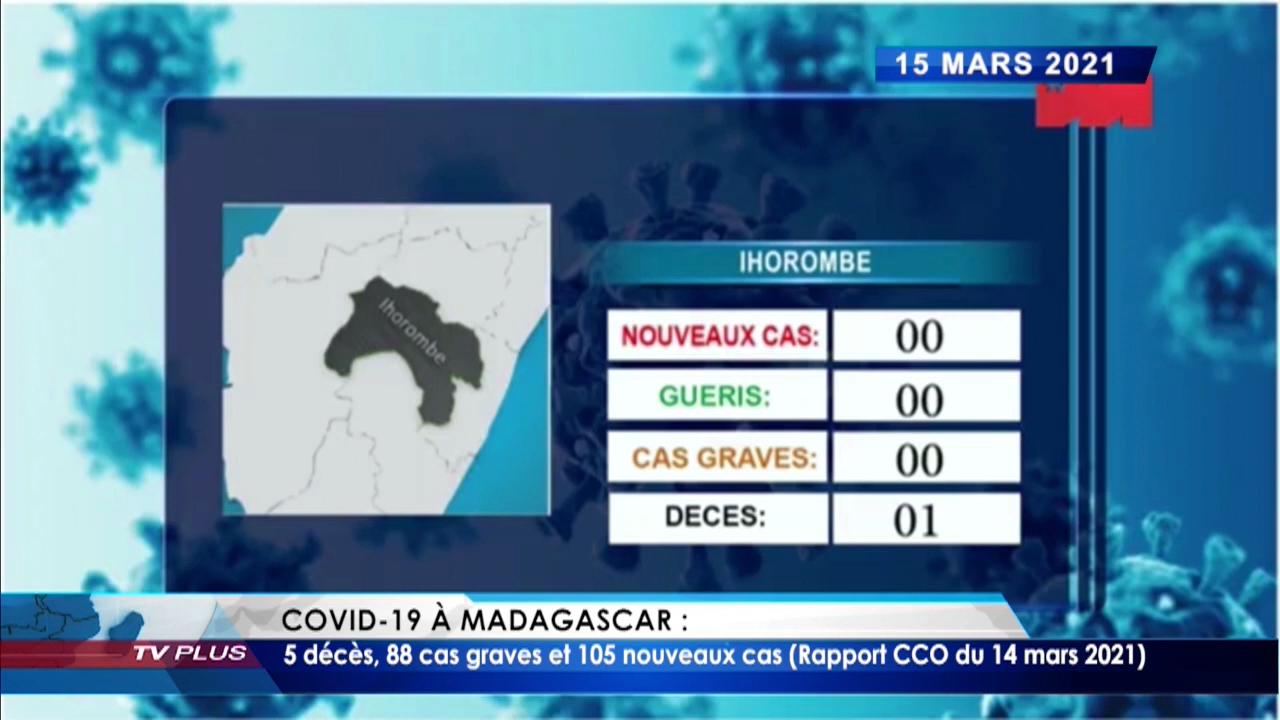 15 MARS 2021
Ihorombe
IHOROMBE
NOUVEAUX CAS: 00
GUERIS: 00
CAS GRAVES: 00
DECES: 01
COVID-19 À MADAGASCAR :
TV PLUS
5 décès, 88 cas graves et 105 nouveaux cas (Rapport CCO du 14 mars 2021)